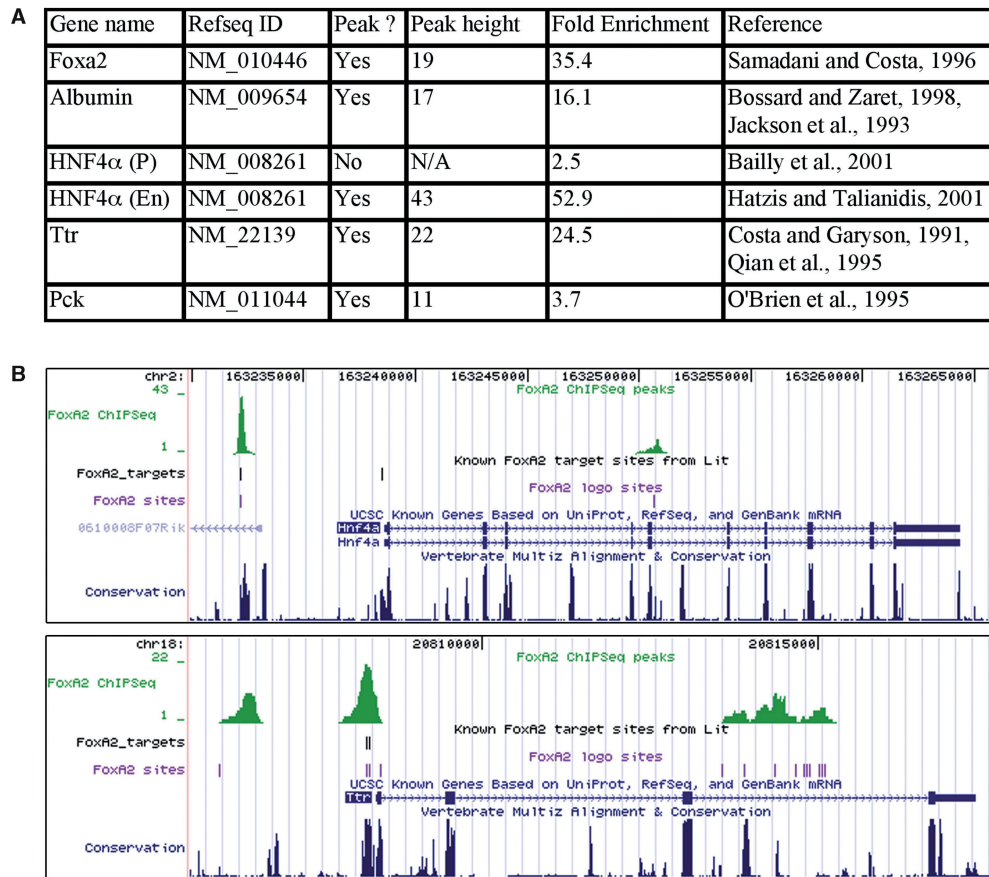 A
Gene name Refseq ID Peak ? Peak height Fold Enrichment Reference
Foxa2 NM_010446 Yes 19 35.4 Samadani and Costa, 1996
Albumin NM_009654 Yes 17 16.1 Bossard and Zaret, 1998,
Jackson et al., 1993
HNF4α (P) NM_008261 No N/A 2.5 Bailly et al., 2001
HNF4α (En) NM_008261 Yes 43 52.9 Hatzis and Talianidis, 2001
Ttr NM_22139 Yes 22 24.5 Costa and Garyson, 1991,
Qian et al., 1995
Pck NM_011044 Yes 11 3.7 O'Brien et al., 1995
B
chr2: 163235000 163240000 163245000 163250000 163255000 163260000 163265000
43 _ FoxA2 ChIPSeq peaks
FoxA2 ChIPSeq
1 _
Known FoxA2 target sites from Lit
FoxA2_targets
FoxA2 logo sites
FoxA2 sites
UCSC Known Genes Based on UniProt, RefSeq, and GenBank mRNA
0610008F07Rik Hnf4a
Hnf4a
Vertebrate Multiz Alignment & Conservation
Conservation
chr18: 20810000 20815000
22 _ FoxA2 ChIPSeq peaks
FoxA2 ChIPSeq
1 _
Known FoxA2 target sites from Lit
FoxA2_targets
FoxA2 logo sites
FoxA2 sites
UCSC Known Genes Based on UniProt, RefSeq, and GenBank mRNA
Ttr
Vertebrate Multiz Alignment & Conservation
Conservation